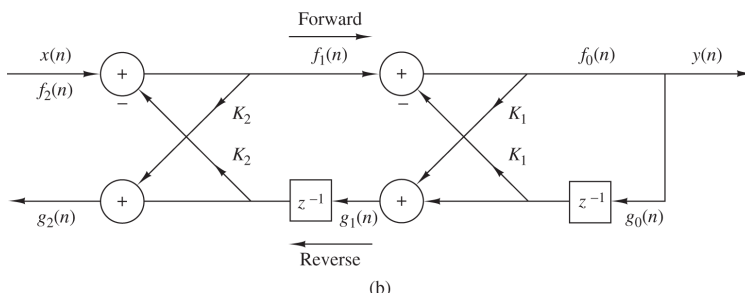 Forward
x(n)
f₂(n)
+
−
f₁(n)
+
−
f₀(n)
y(n)
K₂
K₂
K₁
K₁
+
g₂(n)
z⁻¹
g₁(n)
+
z⁻¹
g₀(n)
Reverse
(b)